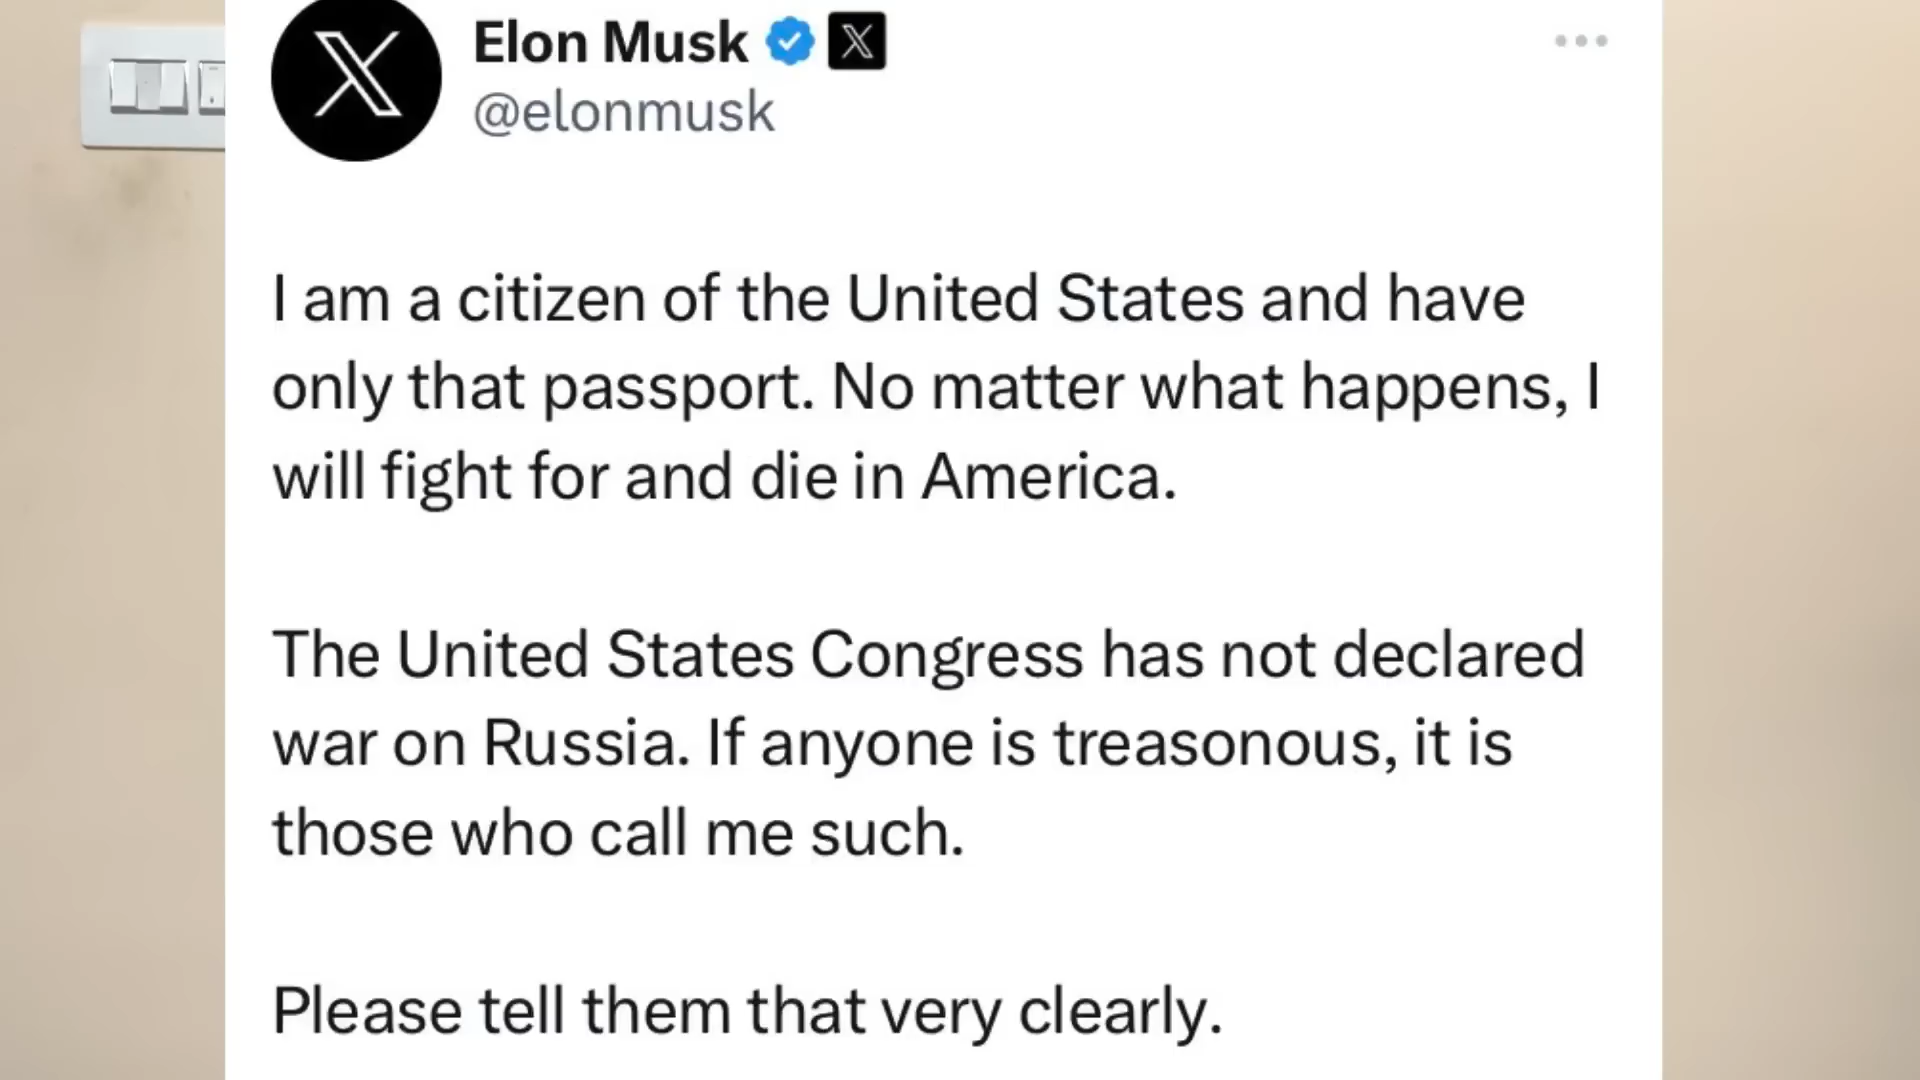 Elon Musk
@elonmusk
I am a citizen of the United States and have
only that passport. No matter what happens, I
will fight for and die in America.
The United States Congress has not declared
war on Russia. If anyone is treasonous, it is
those who call me such.
Please tell them that very clearly.